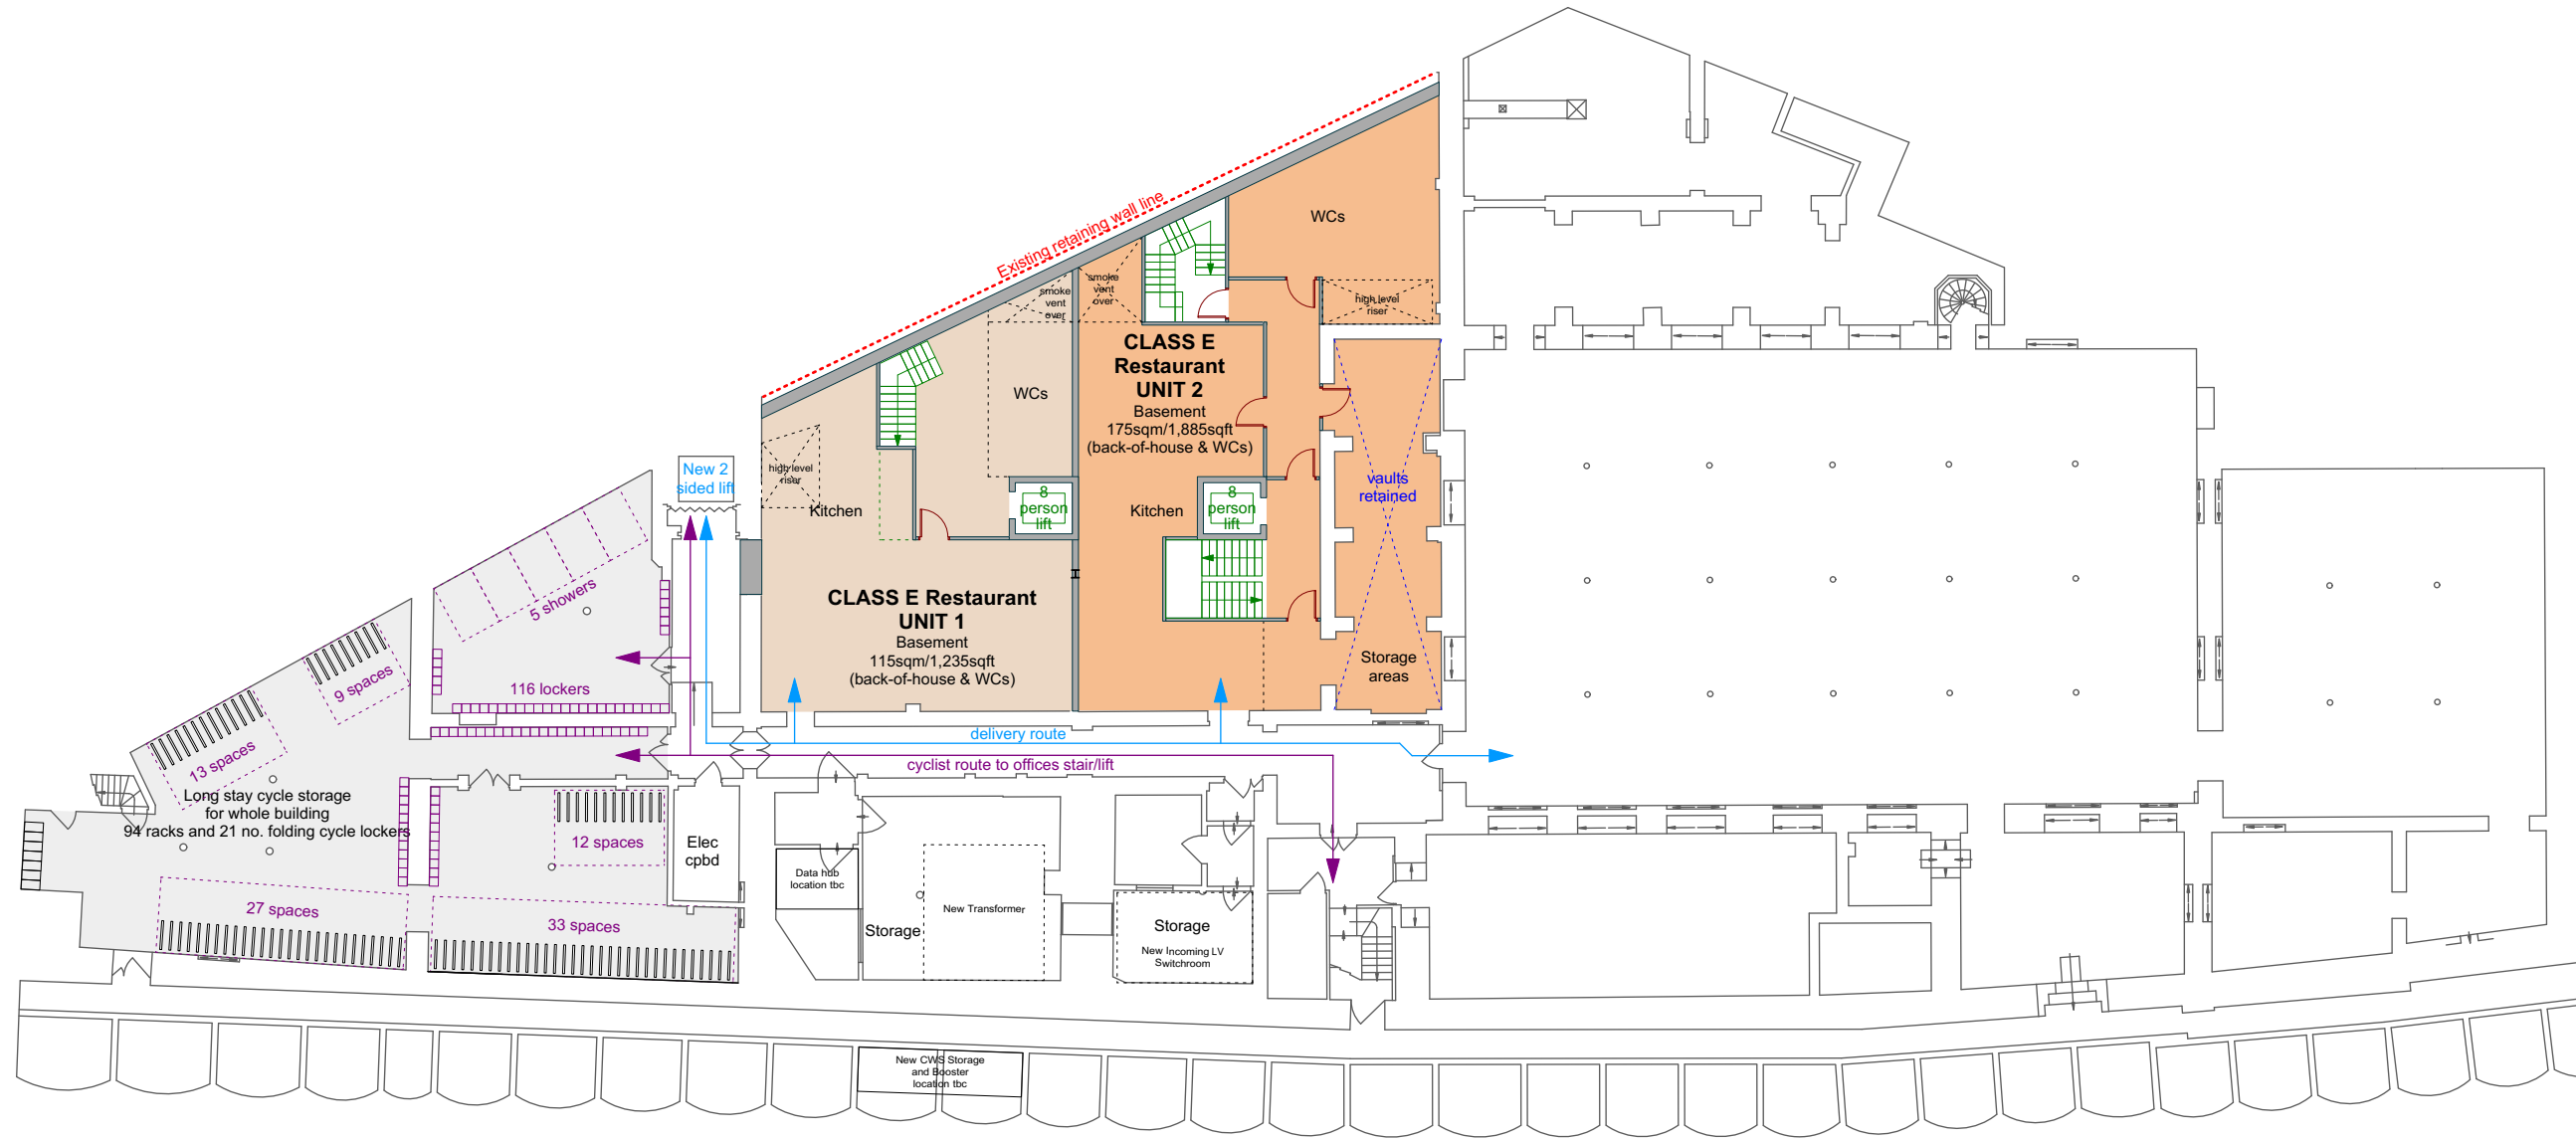 Existing retaining wall line
WCs
smoke
vent
over
smoke
vent
over
high level
riser
CLASS E
Restaurant
UNIT 2
Basement
175sqm/1,885sqft
(back-of-house & WCs)
WCs
high level
riser
Kitchen
8
person
lift
Kitchen
8
person
lift
vaults
retained
New 2
sided lift
CLASS E Restaurant
UNIT 1
Basement
115sqm/1,235sqft
(back-of-house & WCs)
Storage
areas
5 showers
116 lockers
9 spaces
13 spaces
delivery route
cyclist route to offices stair/lift
Long stay cycle storage
for whole building
94 racks and 21 no. folding cycle lockers
12 spaces
27 spaces
33 spaces
Elec
cpbd
Data hub
location tbc
Storage
New Transformer
Storage
New Incoming LV
Switchroom
New CWS Storage
and Booster
location tbc